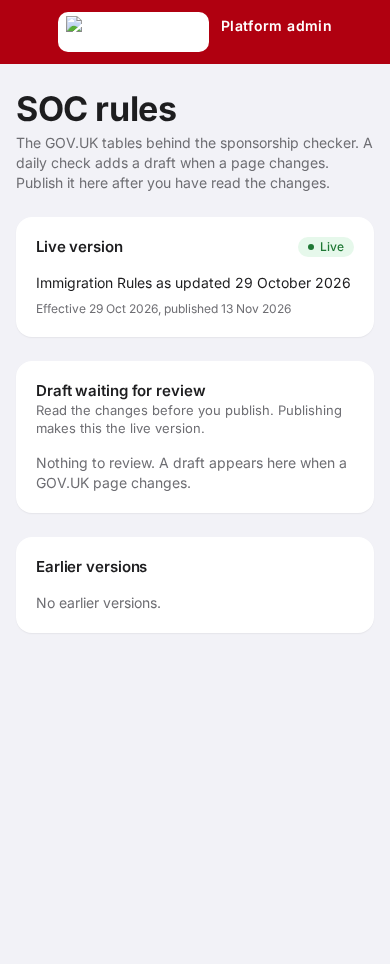 Platform admin
SOC rules
The GOV.UK tables behind the sponsorship checker. A
daily check adds a draft when a page changes.
Publish it here after you have read the changes.
Live version
Live
Immigration Rules as updated 29 October 2026
Effective 29 Oct 2026, published 13 Nov 2026
Draft waiting for review
Read the changes before you publish. Publishing
makes this the live version.
Nothing to review. A draft appears here when a
GOV.UK page changes.
Earlier versions
No earlier versions.